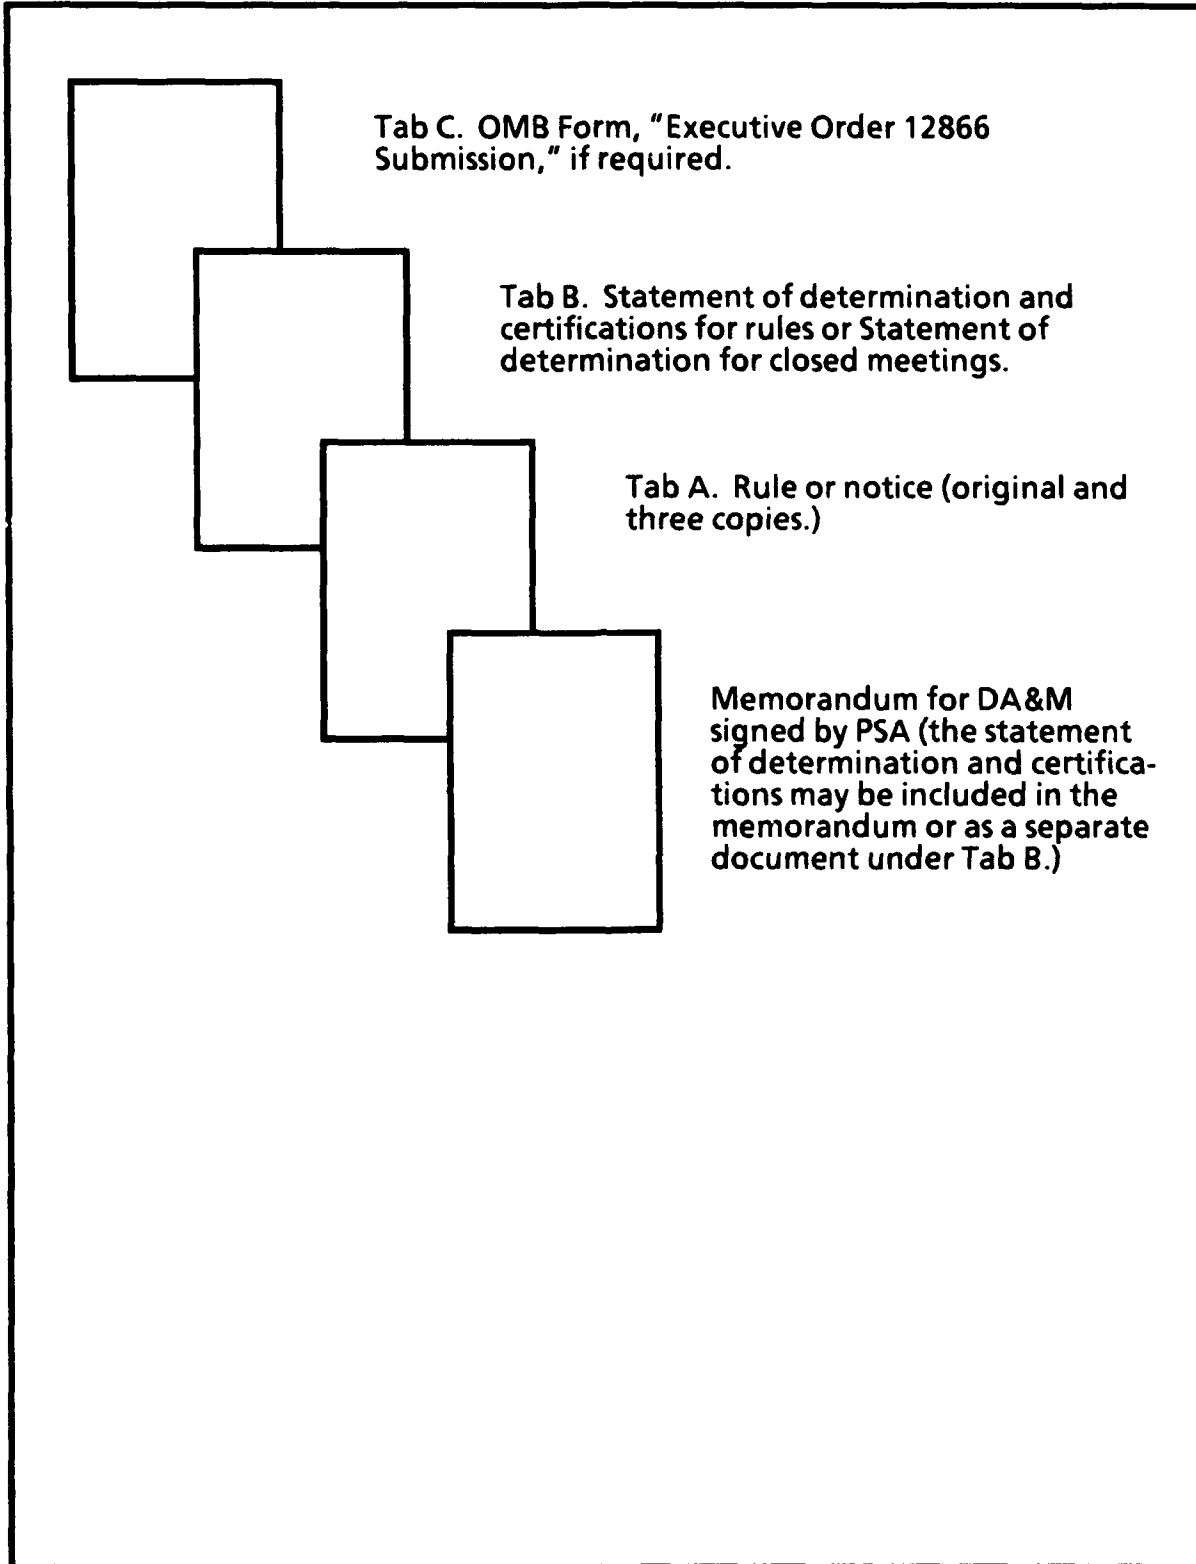 Tab C. OMB Form, "Executive Order 12866
Submission," if required.
Tab B. Statement of determination and
certifications for rules or Statement of
determination for closed meetings.
Tab A. Rule or notice (original and
three copies.)
Memorandum for DA&M
signed by PSA (the statement
of determination and certifica-
tions may be included in the
memorandum or as a separate
document under Tab B.)